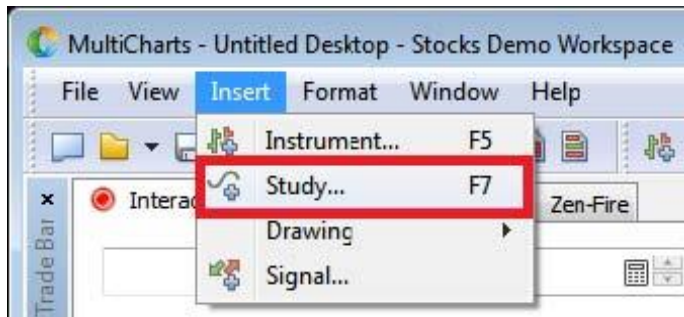 MultiCharts - Untitled Desktop - Stocks Demo Workspace
File View Insert Format Window Help
Instrument... F5
Study... F7
Zen-Fire
Drawing
Signal...
Trade Bar